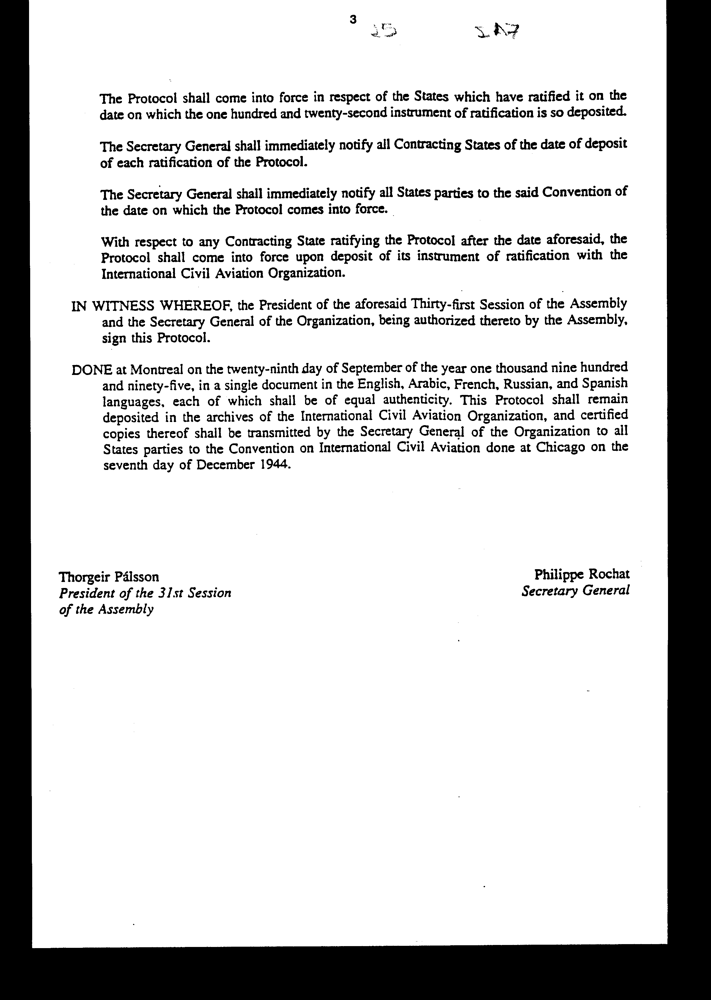 3
25
The Protocol shall come into force in respect of the States which have ratified it on the
date on which the one hundred and twenty-second instrument of ratification is so deposited.
The Secretary General shall immediately notify all Contracting States of the date of deposit
of each ratification of the Protocol.
The Secretary General shall immediately notify all States parties to the said Convention of
the date on which the Protocol comes into force.
With respect to any Contracting State ratifying the Protocol after the date aforesaid, the
Protocol shall come into force upon deposit of its instrument of ratification with the
International Civil Aviation Organization.
IN WITNESS WHEREOF, the President of the aforesaid Thirty-first Session of the Assembly
and the Secretary General of the Organization, being authorized thereto by the Assembly,
sign this Protocol.
DONE at Montreal on the twenty-ninth day of September of the year one thousand nine hundred
and ninety-five, in a single document in the English, Arabic, French, Russian, and Spanish
languages, each of which shall be of equal authenticity. This Protocol shall remain
deposited in the archives of the International Civil Aviation Organization, and certified
copies thereof shall be transmitted by the Secretary General of the Organization to all
States parties to the Convention on International Civil Aviation done at Chicago on the
seventh day of December 1944.
Thorgeir Pálsson
President of the 31st Session
of the Assembly
Philippe Rochat
Secretary General